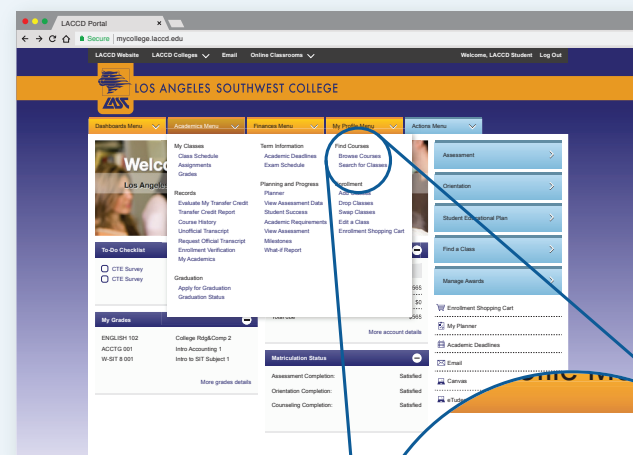 LACCD Portal ×
Secure mycollege.laccd.edu
LACCD Website LACCD Colleges Email Online Classrooms Welcome, LACCD Student Log Out
LASC
LOS ANGELES SOUTHWEST COLLEGE
Dashboards Menu Academics Menu Finances Menu My Profile Menu Actions Menu
My Classes
Class Schedule
Assignments
Grades
Records
Evaluate My Transfer Credit
Transfer Credit Report
Course History
Unofficial Transcript
Request Official Transcript
Enrollment Verification
My Academics
Graduation
Apply for Graduation
Graduation Status
Term Information
Academic Deadlines
Exam Schedule
Planning and Progress
Planner
View Assessment Data
Student Success
Academic Requirements
View Assessment
Milestones
What-if Report
Find Courses
Browse Courses
Search for Classes
Enrollment
Add Classes
Drop Classes
Swap Classes
Edit a Class
Enrollment Shopping Cart
Los Angeles
To-Do Checklist
CTE Survey
CTE Survey
My Grades
ENGLISH 102 College Rdg&Comp 2
ACCTG 001 Intro Accounting 1
W-SIT 8 001 Intro to SIT Subject 1
More grades details
$0
More account details
Matriculation Status
Assessment Completion: Satisfied
Orientation Completion: Satisfied
Counseling Completion: Satisfied
Assessment
Orientation
Student Educational Plan
Find a Class
Manage Awards
Enrollment Shopping Cart
My Planner
Academic Deadlines
Email
Canvas